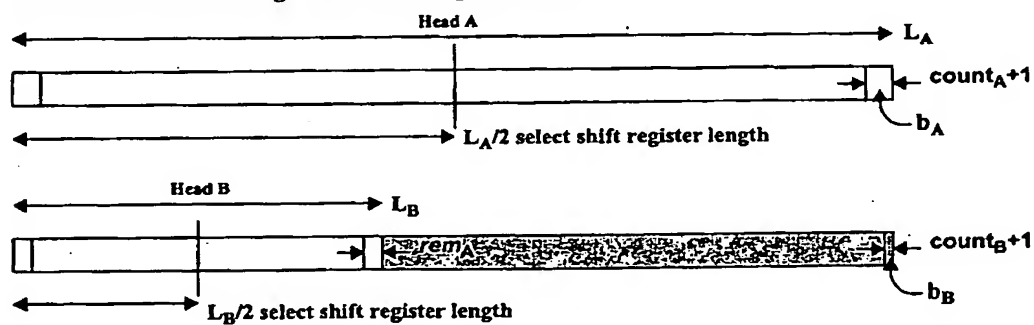 Head A
L_A
count_A+1
b_A
L_A/2 select shift register length
Head B
L_B
rem_A
count_B+1
b_B
L_B/2 select shift register length